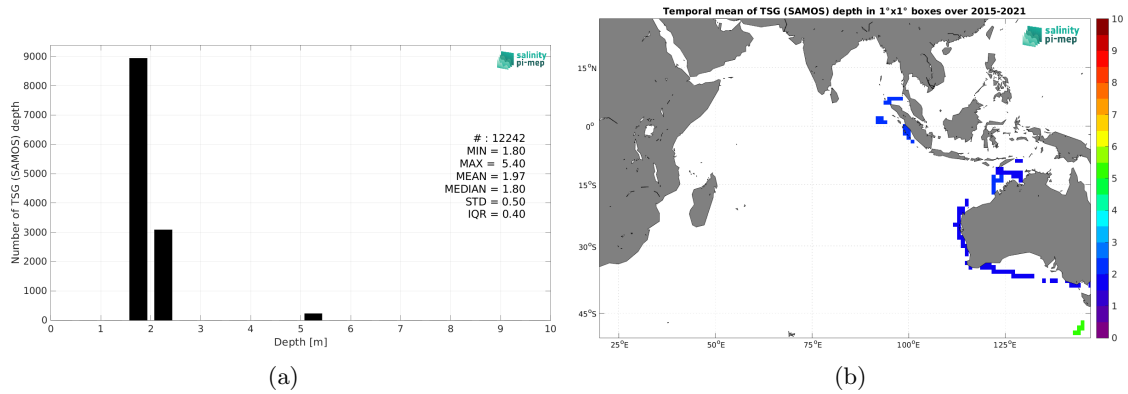 9000
8000
7000
6000
5000
4000
3000
2000
1000
0
Number of TSG (SAMOS) depth
salinity
pi-mep
# : 12242
MIN = 1.80
MAX = 5.40
MEAN = 1.97
MEDIAN = 1.80
STD = 0.50
IQR = 0.40
0 1 2 3 4 5 6 7 8 9 10
Depth [m]
(a)
Temporal mean of TSG (SAMOS) depth in 1°x1° boxes over 2015-2021
salinity
pi-mep
15°N
0°
15°S
30°S
45°S
25°E 50°E 75°E 100°E 125°E
10
9
8
7
6
5
4
3
2
1
0
(b)